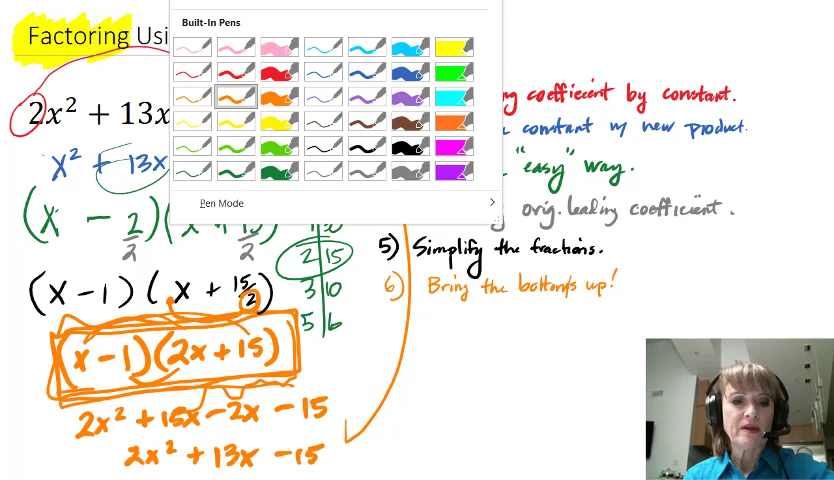 Factoring Usi
Built-In Pens
Pen Mode
2x² + 13x
x² + 13x
(x - 2/2)(x + 15/2)
(x - 1)(x + 15/2)
(x - 1)(2x + 15)
2x² + 15x - 2x - 15
2x² + 13x - 15
2 | 15
3 | 10
5 | 6
coefficient by constant.
constant w/ new product.
"easy" way.
orig. leading coefficient.
5) Simplify the fractions.
6) Bring the bottoms up!